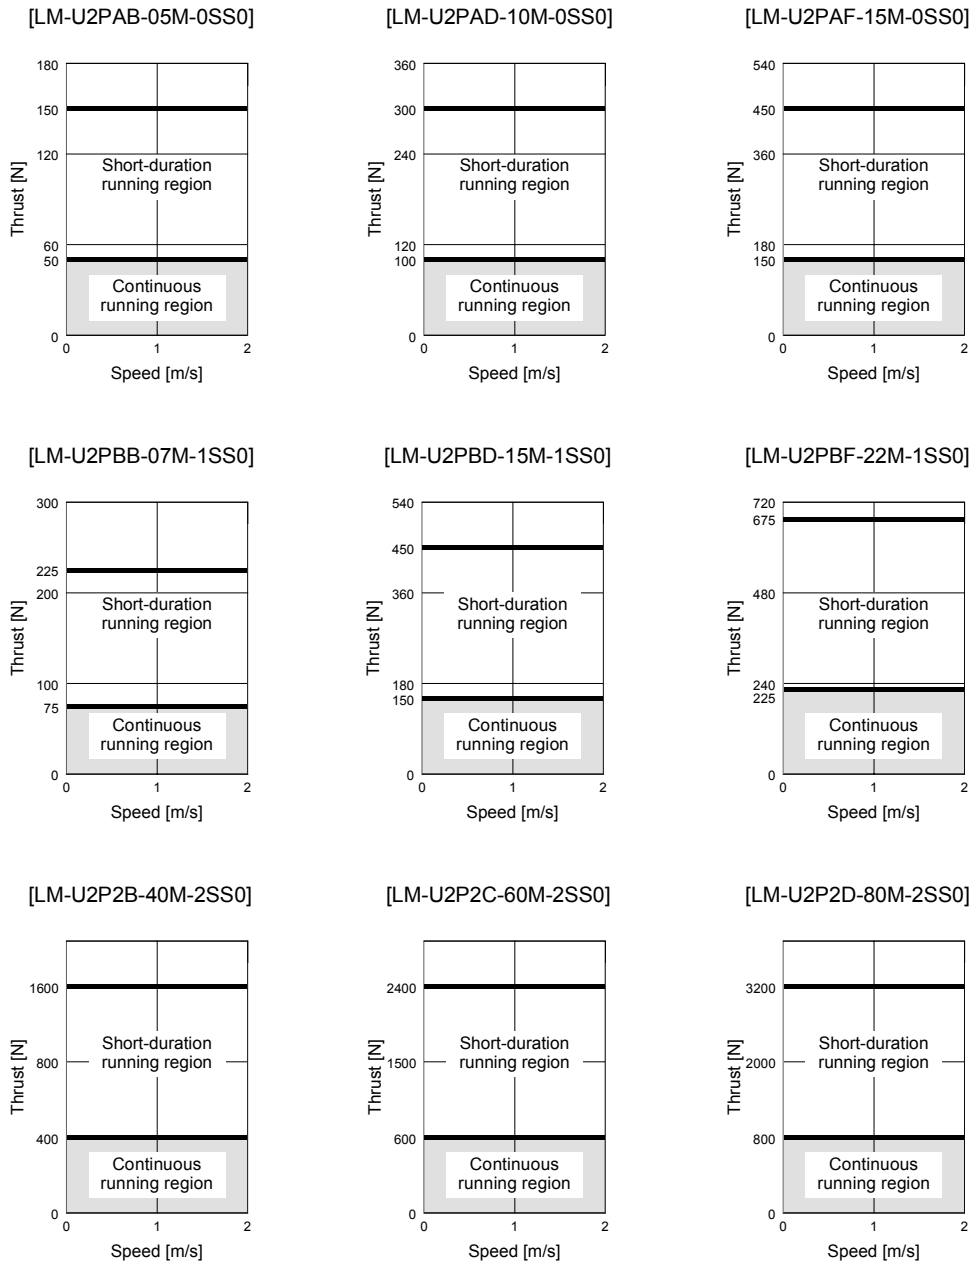 [LM-U2PAB-05M-0SS0]
180
150
120
60
50
0
Thrust [N]
Short-duration
running region
Continuous
running region
0 1 2
Speed [m/s]
[LM-U2PAD-10M-0SS0]
360
300
240
120
100
0
Thrust [N]
Short-duration
running region
Continuous
running region
0 1 2
Speed [m/s]
[LM-U2PAF-15M-0SS0]
540
450
360
180
150
0
Thrust [N]
Short-duration
running region
Continuous
running region
0 1 2
Speed [m/s]
[LM-U2PBB-07M-1SS0]
300
225
200
100
75
0
Thrust [N]
Short-duration
running region
Continuous
running region
0 1 2
Speed [m/s]
[LM-U2PBD-15M-1SS0]
540
450
360
180
150
0
Thrust [N]
Short-duration
running region
Continuous
running region
0 1 2
Speed [m/s]
[LM-U2PBF-22M-1SS0]
720
675
480
240
225
0
Thrust [N]
Short-duration
running region
Continuous
running region
0 1 2
Speed [m/s]
[LM-U2P2B-40M-2SS0]
1600
800
400
0
Thrust [N]
Short-duration
running region
Continuous
running region
0 1 2
Speed [m/s]
[LM-U2P2C-60M-2SS0]
2400
1500
600
0
Thrust [N]
Short-duration
running region
Continuous
running region
0 1 2
Speed [m/s]
[LM-U2P2D-80M-2SS0]
3200
2000
800
0
Thrust [N]
Short-duration
running region
Continuous
running region
0 1 2
Speed [m/s]